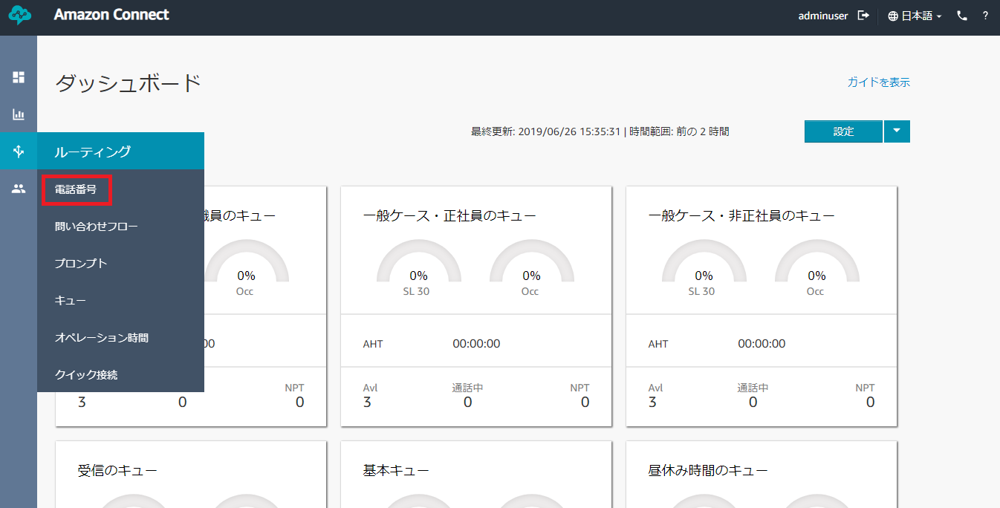 Amazon Connect
adminuser
日本語
?
ダッシュボード
ガイドを表示
最終更新: 2019/06/26 15:35:31 | 時間範囲: 前の 2 時間
設定
ルーティング
電話番号
問い合わせフロー
プロンプト
キュー
オペレーション時間
クイック接続
員のキュー
0%
Occ
00
NPT
3
0
0
一般ケース・正社員のキュー
0%
SL 30
0%
Occ
AHT
00:00:00
Avl
通話中
NPT
3
0
0
一般ケース・非正社員のキュー
0%
SL 30
0%
Occ
AHT
00:00:00
Avl
通話中
NPT
3
0
0
受信のキュー
基本キュー
昼休み時間のキュー